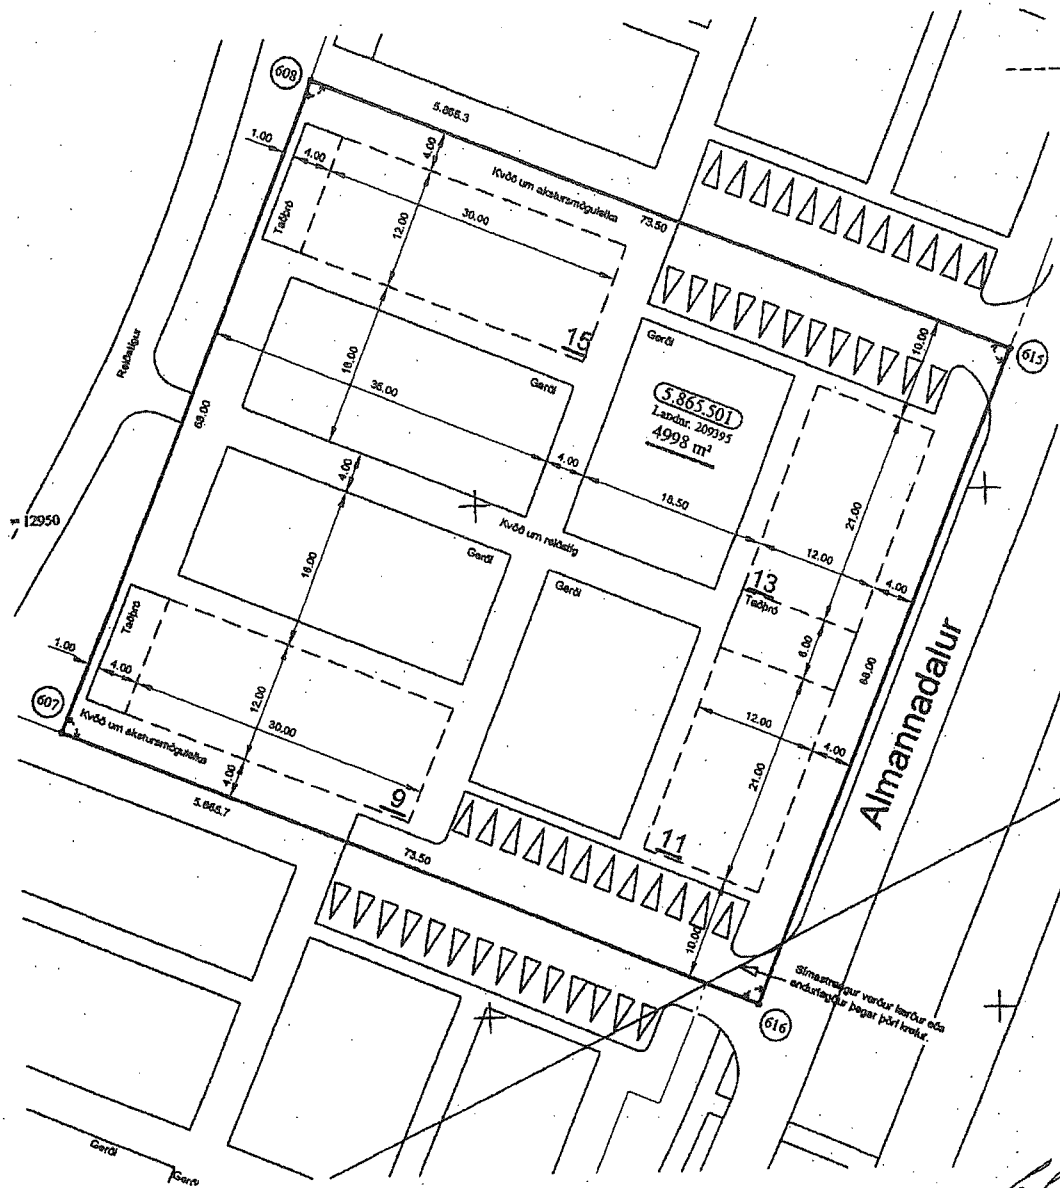 608
5.865.3
1.00
4.00
4.00
Kvöð um akstursmöguleika
73.50
30.00
12.00
Taðþró
15
Gerði
10.00
615
Reiðstígur
Gerði
5.865.501
Landnr. 209395
4998 m²
16.00
35.00
68.00
4.00
4.00
18.50
21.00
= 12950
Kvöð um reiðstíg
12.00
4.00
Gerði
Gerði
13
Taðþró
16.00
6.00
68.00
Almannadalur
Taðþró
1.00
4.00
12.00
12.00
4.00
607
30.00
Kvöð um akstursmöguleika
4.00
21.00
9
11
5.865.7
73.50
10.00
Símastrengur verður færður eða
endurlagður þegar þörf krefur.
616
Gerði
Gerði